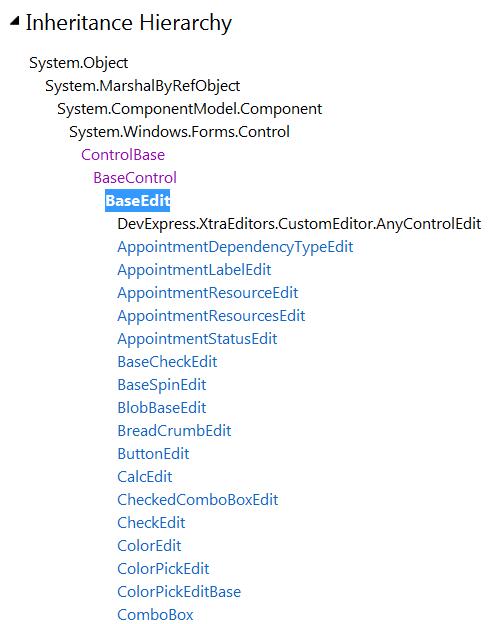 Inheritance Hierarchy
System.Object
System.MarshalByRefObject
System.ComponentModel.Component
System.Windows.Forms.Control
ControlBase
BaseControl
BaseEdit
DevExpress.XtraEditors.CustomEditor.AnyControlEdit
AppointmentDependencyTypeEdit
AppointmentLabelEdit
AppointmentResourceEdit
AppointmentResourcesEdit
AppointmentStatusEdit
BaseCheckEdit
BaseSpinEdit
BlobBaseEdit
BreadCrumbEdit
ButtonEdit
CalcEdit
CheckedComboBoxEdit
CheckEdit
ColorEdit
ColorPickEdit
ColorPickEditBase
ComboBox